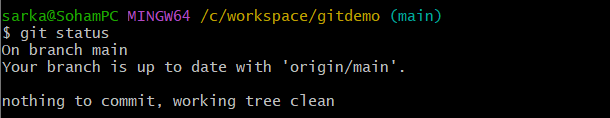 sarka@SohamPC MINGW64 /c/workspace/gitdemo (main)
$ git status
On branch main
Your branch is up to date with 'origin/main'.
nothing to commit, working tree clean